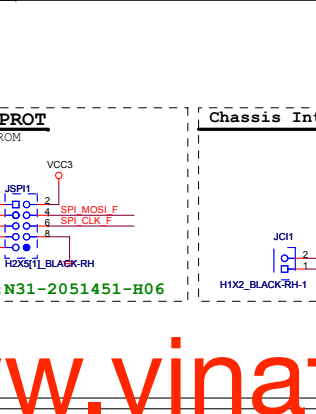 PROT
Chassis Int
ROM
VCC3
JSPI1
2
4 SPI_MOSI_F
6 SPI_CLK_F
8
JCI1
2
1
H2X5[1]_BLACK-RH
H1X2_BLACK-RH-1
:N31-2051451-H06
w.vinaf